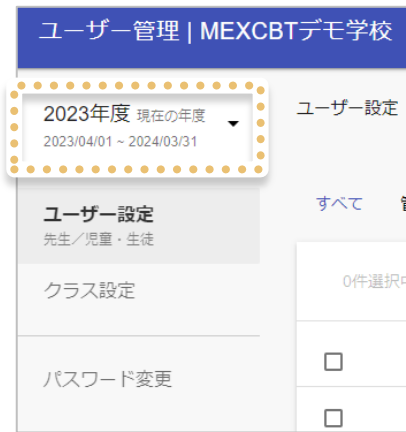 ユーザー管理 | MEXCBTデモ学校
2023年度 現在の年度
2023/04/01 ~ 2024/03/31
ユーザー設定
先生／児童・生徒
クラス設定
パスワード変更
ユーザー設定
すべて
0件選択